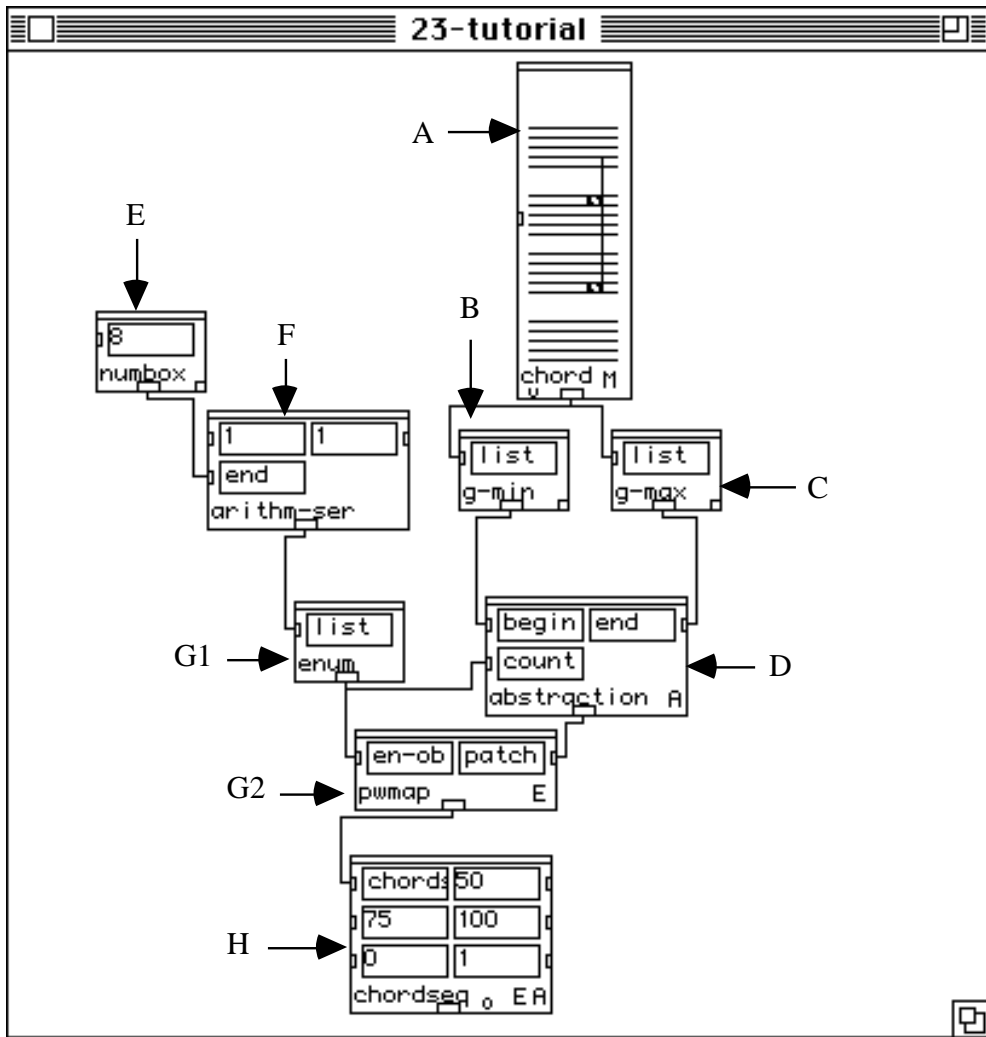 23-tutorial
A
chord M
E
8
numbox
F
1 1
end
arithm-ser
B
list
g-min
list
g-max
C
G1
list
enum
begin end
count
abstraction A
D
G2
en-ob patch
pwmap E
H
chords 50
75 100
0 1
chordseq o EA